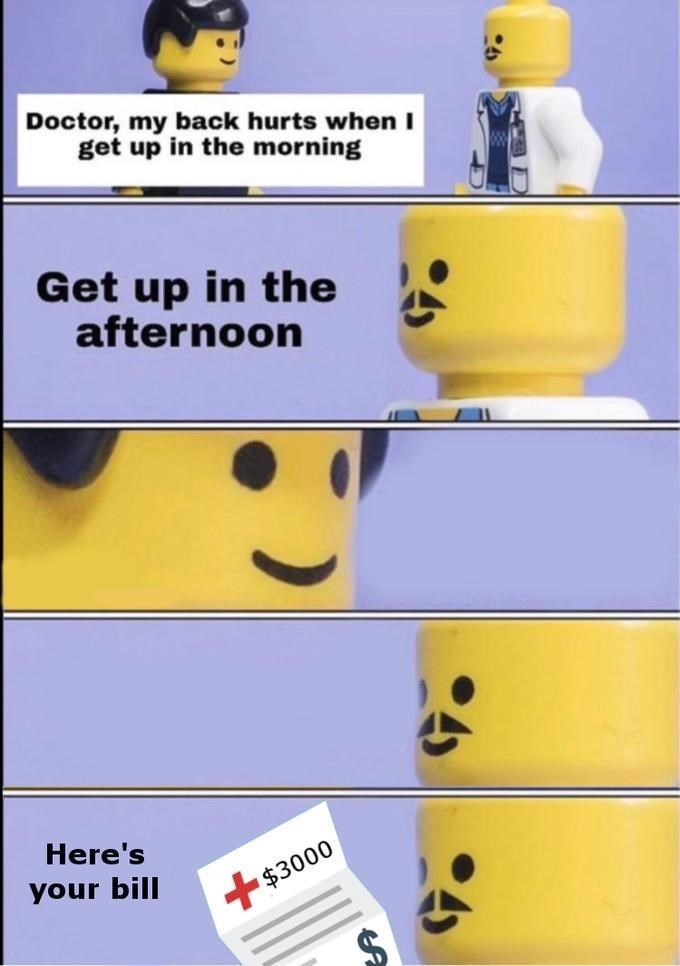 Doctor, my back hurts when I
get up in the morning
Get up in the
afternoon
Here's
your bill
$3000
$